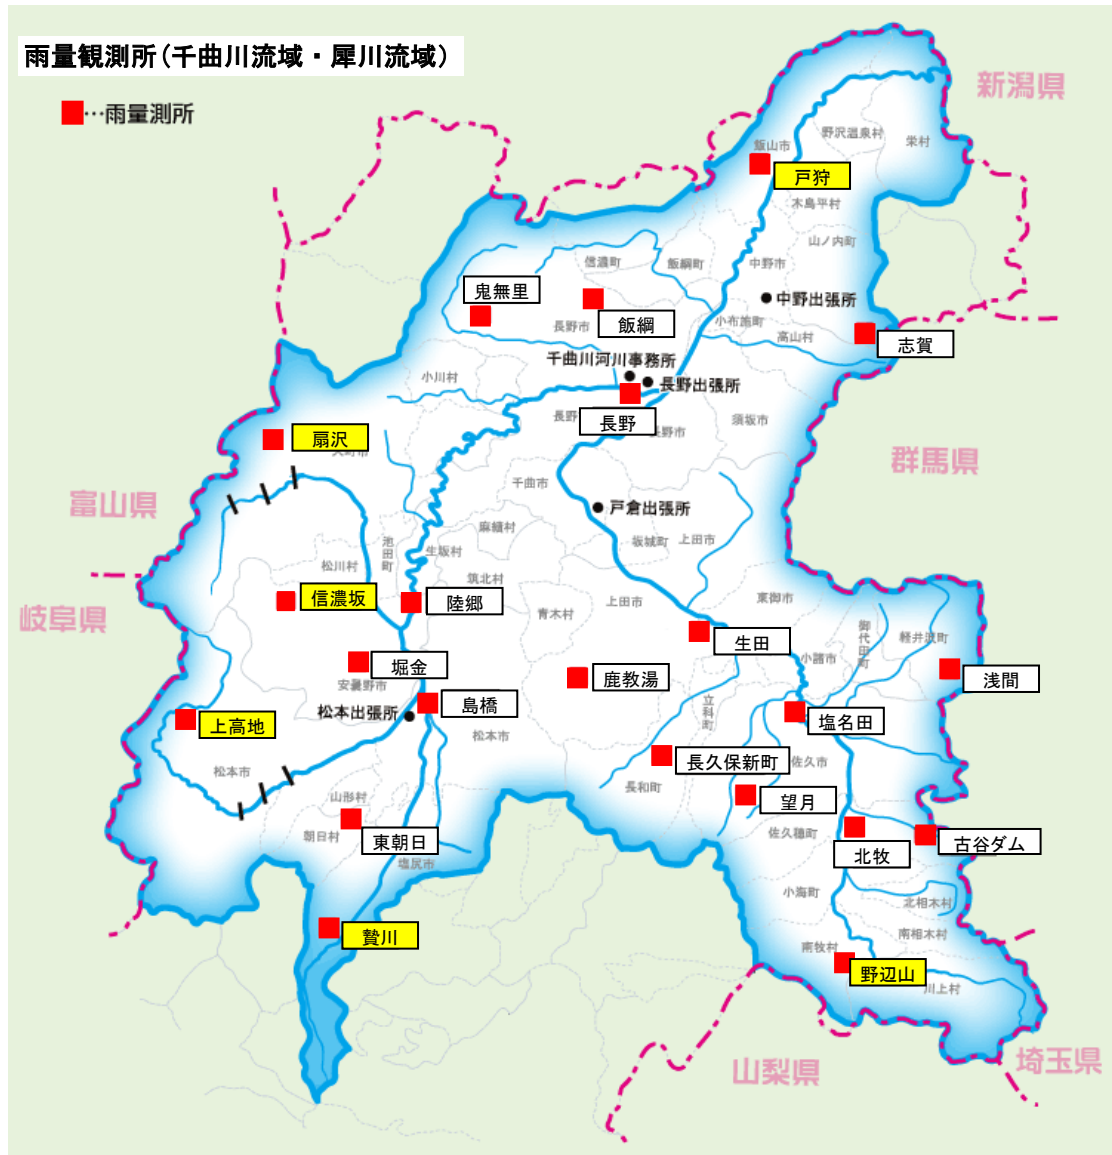 雨量観測所(千曲川流域・犀川流域)
■…雨量測所
新潟県
野沢温泉村
栄村
飯山市
戸狩
木島平村
山ノ内町
信濃町
飯綱町
中野市
鬼無里
飯綱
中野出張所
長野市
小布施町
高山村
志賀
千曲川河川事務所
長野出張所
小川村
長野
長野
長野市
須坂市
扇沢
大町市
群馬県
富山県
千曲市
戸倉出張所
麻績村
坂城町
上田市
池田町
生坂村
松川村
筑北村
岐阜県
信濃坂
陸郷
青木村
上田市
東御市
御代田町
軽井沢町
生田
小諸市
堀金
安曇野市
鹿教湯
浅間
島橋
松本出張所
上高地
松本市
立科町
塩名田
松本市
長久保新町
佐久市
長和町
望月
山形村
朝日村
東朝日
佐久穂町
北牧
古谷ダム
塩尻市
小海町
北相木村
贄川
南相木村
南牧村
野辺山
川上村
山梨県
埼玉県